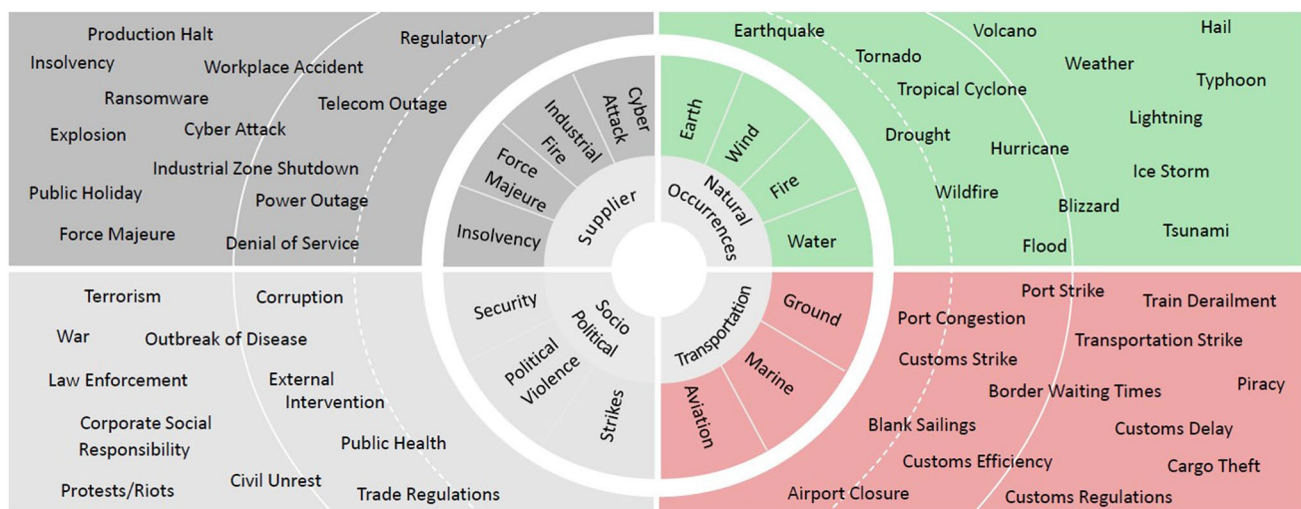 Production Halt
Regulatory
Insolvency
Workplace Accident
Ransomware
Telecom Outage
Explosion
Cyber Attack
Industrial Zone Shutdown
Public Holiday
Power Outage
Force Majeure
Denial of Service
Cyber
Attack
Industrial
Fire
Force
Majeure
Insolvency
Supplier
Earth
Wind
Fire
Water
Natural
Occurrences
Earthquake
Volcano
Hail
Tornado
Weather
Typhoon
Tropical Cyclone
Lightning
Drought
Hurricane
Ice Storm
Wildfire
Blizzard
Tsunami
Flood
Terrorism
Corruption
War
Outbreak of Disease
Law Enforcement
External
Intervention
Corporate Social
Responsibility
Public Health
Civil Unrest
Protests/Riots
Trade Regulations
Security
Political
Violence
Strikes
Socio
Political
Transportation
Ground
Marine
Aviation
Port Strike
Train Derailment
Port Congestion
Transportation Strike
Customs Strike
Border Waiting Times
Piracy
Blank Sailings
Customs Delay
Customs Efficiency
Cargo Theft
Airport Closure
Customs Regulations